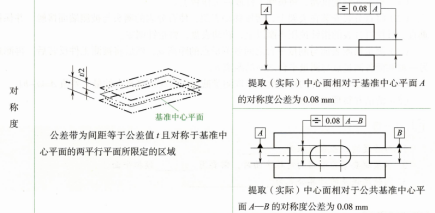 对
称
度
t
t/2
基准中心平面
公差带为间距等于公差值 t 且对称于基准中
心平面的两平行平面所限定的区域
A
0.08 A
提取（实际）中心面相对于基准中心平面 A
的对称度公差为 0.08 mm
0.08 A—B
A
B
提取（实际）中心面相对于公共基准中心平
面 A—B 的对称度公差为 0.08 mm